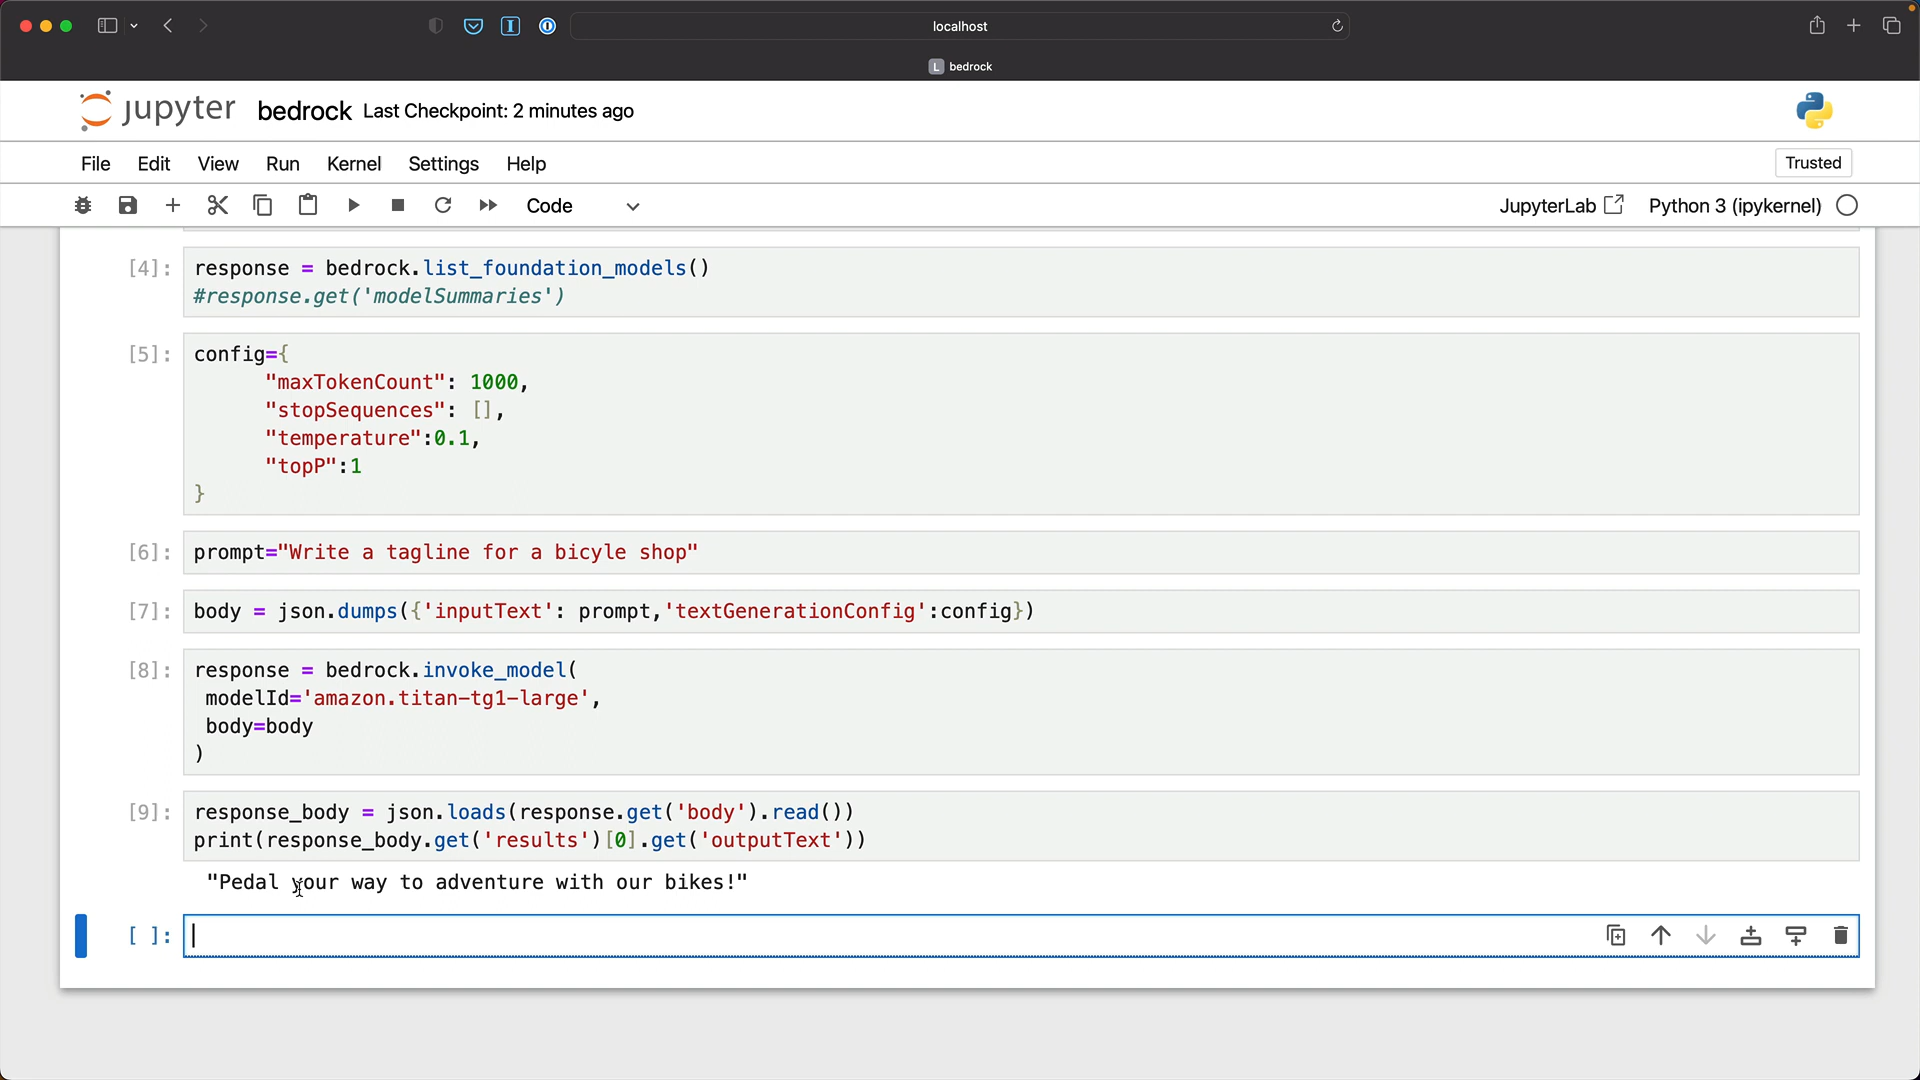 localhost
L bedrock
jupyter bedrock Last Checkpoint: 2 minutes ago
File Edit View Run Kernel Settings Help
Trusted
Code
JupyterLab Python 3 (ipykernel)
[4]: response = bedrock.list_foundation_models()
#response.get('modelSummaries')
[5]: config={
"maxTokenCount": 1000,
"stopSequences": [],
"temperature":0.1,
"topP":1
}
[6]: prompt="Write a tagline for a bicyle shop"
[7]: body = json.dumps({'inputText': prompt,'textGenerationConfig':config})
[8]: response = bedrock.invoke_model(
modelId='amazon.titan-tg1-large',
body=body
)
[9]: response_body = json.loads(response.get('body').read())
print(response_body.get('results')[0].get('outputText'))
"Pedal your way to adventure with our bikes!"
[ ]: